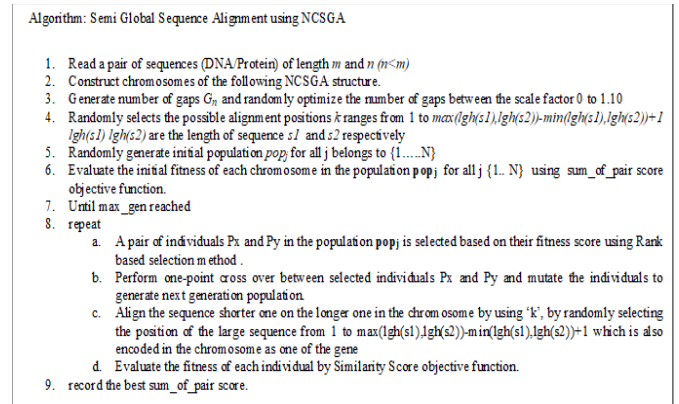 Algorithm: Semi Global Sequence Alignment using NCSGA
1. Read a pair of sequences (DNA/Protein) of length m and n (n<m)
2. Construct chromosomes of the following NCSGA structure.
3. Generate number of gaps Gn and randomly optimize the number of gaps between the scale factor 0 to 1.10
4. Randomly selects the possible alignment positions k ranges from 1 to max(lgh(s1),lgh(s2))-min(lgh(s1),lgh(s2))+1
lgh(s1) lgh(s2) are the length of sequence s1 and s2 respectively
5. Randomly generate initial population popj for all j belongs to {1.....N}
6. Evaluate the initial fitness of each chromosome in the population popj for all j {1.. N} using sum_of_pair score
objective function.
7. Until max_gen reached
8. repeat
a. A pair of individuals Px and Py in the population popj is selected based on their fitness score using Rank
based selection method .
b. Perform one-point cross over between selected individuals Px and Py and mutate the individuals to
generate next generation population
c. Align the sequence shorter one on the longer one in the chromosome by using ‘k’, by randomly selecting
the position of the large sequence from 1 to max(lgh(s1),lgh(s2))-min(lgh(s1),lgh(s2))+1 which is also
encoded in the chromosome as one of the gene
d. Evaluate the fitness of each individual by Similarity Score objective function.
9. record the best sum_of_pair score.